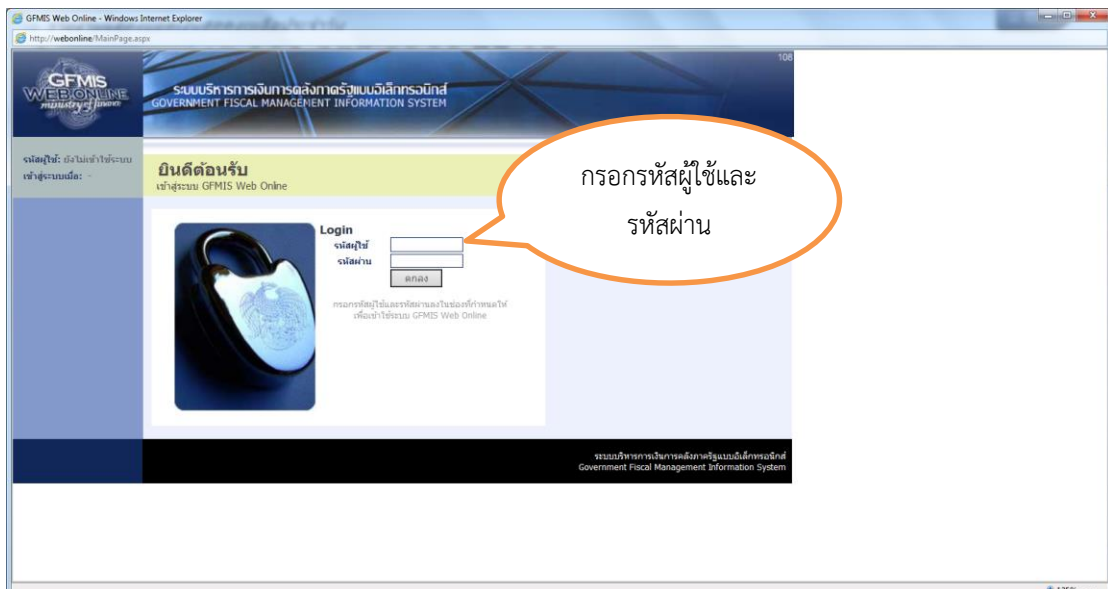 GFMIS Web Online - Windows Internet Explorer
http://webonline/MainPage.aspx
108
GFMIS
WEB ONLINE
ministry of finance
ระบบบริหารการเงินการคลังภาครัฐแบบอิเล็กทรอนิกส์
GOVERNMENT FISCAL MANAGEMENT INFORMATION SYSTEM
รหัสผู้ใช้: ยังไม่เข้าใช้ระบบ
เข้าสู่ระบบเมื่อ: -
ยินดีต้อนรับ
เข้าสู่ระบบ GFMIS Web Online
กรอกรหัสผู้ใช้และ
รหัสผ่าน
Login
รหัสผู้ใช้
รหัสผ่าน
ตกลง
กรอกรหัสผู้ใช้และรหัสผ่านลงในช่องที่กำหนดให้
เพื่อเข้าใช้ระบบ GFMIS Web Online
ระบบบริหารการเงินการคลังภาครัฐแบบอิเล็กทรอนิกส์
Government Fiscal Management Information System